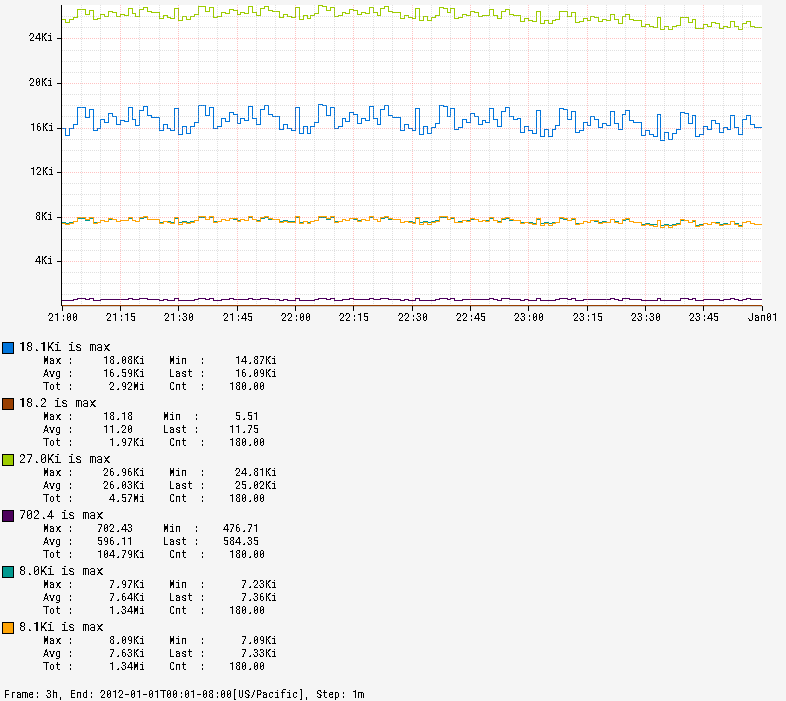 24Ki
20Ki
16Ki
12Ki
8Ki
4Ki
21:00 21:15 21:30 21:45 22:00 22:15 22:30 22:45 23:00 23:15 23:30 23:45 Jan01
18.1Ki is max
Max : 18.08Ki Min : 14.87Ki
Avg : 16.59Ki Last : 16.09Ki
Tot : 2.92Mi Cnt : 180.00
18.2 is max
Max : 18.18 Min : 5.51
Avg : 11.20 Last : 11.75
Tot : 1.97Ki Cnt : 180.00
27.0Ki is max
Max : 26.96Ki Min : 24.81Ki
Avg : 26.03Ki Last : 25.02Ki
Tot : 4.57Mi Cnt : 180.00
702.4 is max
Max : 702.43 Min : 476.71
Avg : 596.11 Last : 584.35
Tot : 104.79Ki Cnt : 180.00
8.0Ki is max
Max : 7.97Ki Min : 7.23Ki
Avg : 7.64Ki Last : 7.36Ki
Tot : 1.34Mi Cnt : 180.00
8.1Ki is max
Max : 8.09Ki Min : 7.09Ki
Avg : 7.63Ki Last : 7.33Ki
Tot : 1.34Mi Cnt : 180.00
Frame: 3h, End: 2012-01-01T00:01-08:00[US/Pacific], Step: 1m